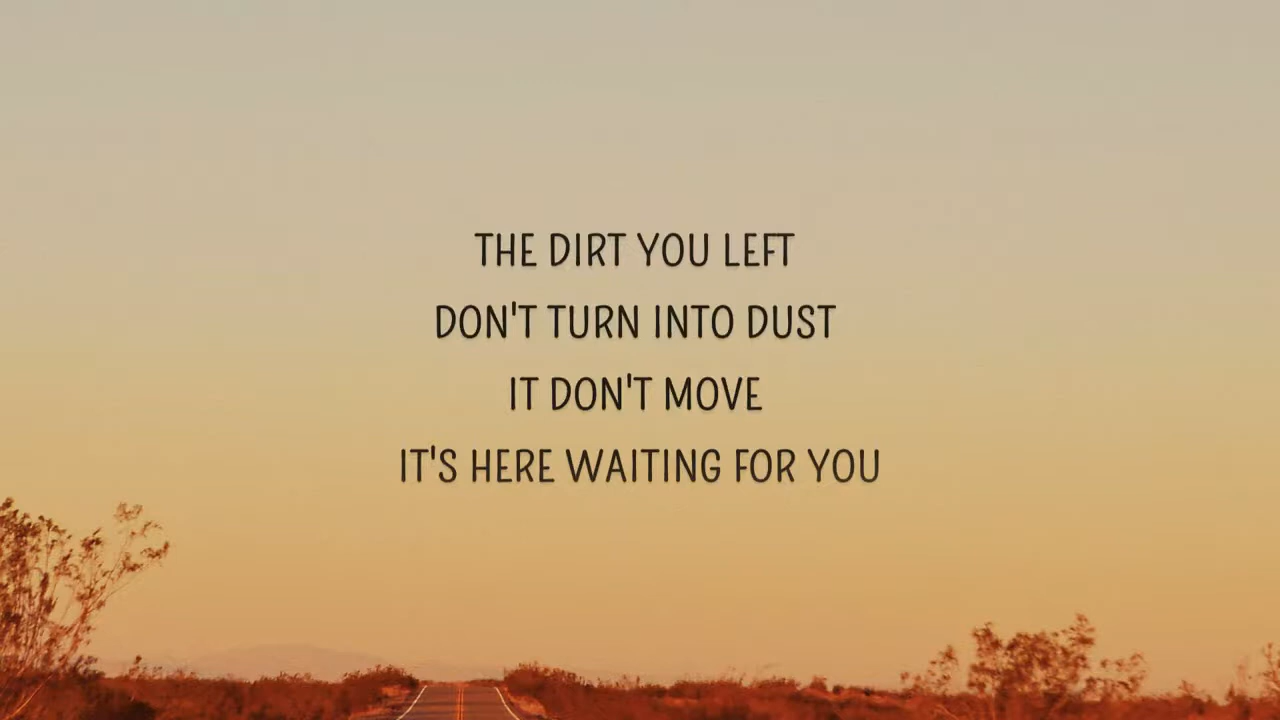 THE DIRT YOU LEFT
DON'T TURN INTO DUST
IT DON'T MOVE
IT'S HERE WAITING FOR YOU